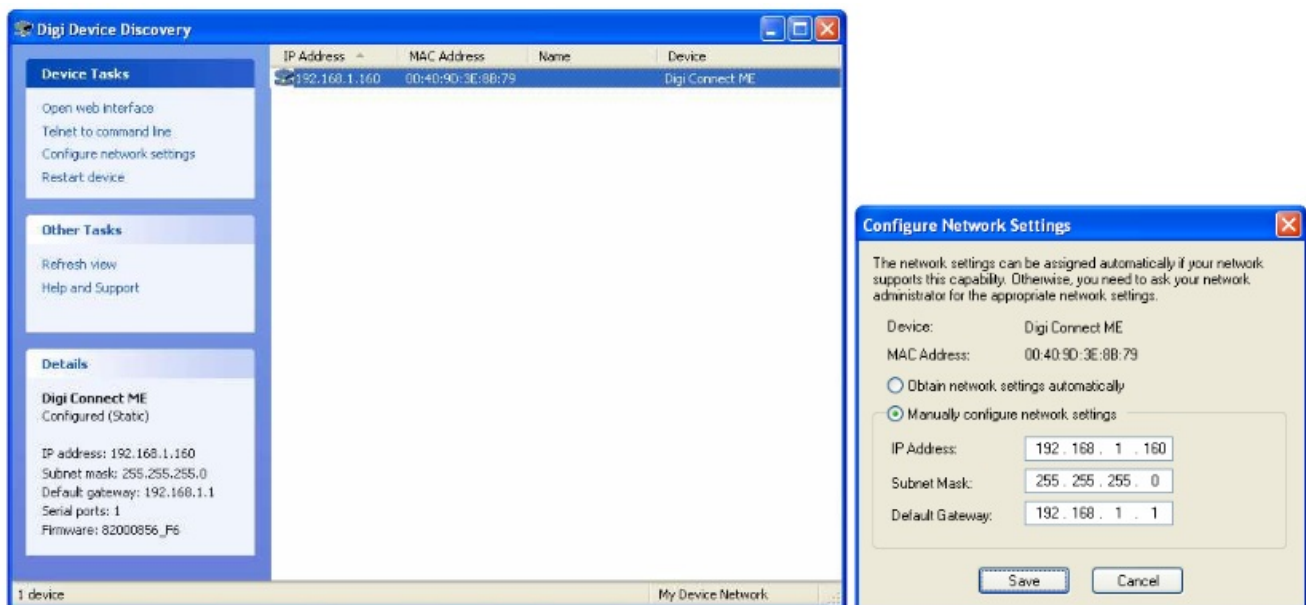 Digi Device Discovery
Device Tasks
Open web interface
Telnet to command line
Configure network settings
Restart device
Other Tasks
Refresh view
Help and Support
Details
Digi Connect ME
Configured (Static)
IP address: 192.168.1.160
Subnet mask: 255.255.255.0
Default gateway: 192.168.1.1
Serial ports: 1
Firmware: 82000856_F6
IP Address MAC Address Name Device
192.168.1.160 00:40:9D:3E:8B:79 Digi Connect ME
1 device My Device Network
Configure Network Settings
The network settings can be assigned automatically if your network
supports this capability. Otherwise, you need to ask your network
administrator for the appropriate network settings.
Device: Digi Connect ME
MAC Address: 00:40:9D:3E:8B:79
Obtain network settings automatically
Manually configure network settings
IP Address: 192 . 168 . 1 . 160
Subnet Mask: 255 . 255 . 255 . 0
Default Gateway: 192 . 168 . 1 . 1
Save Cancel